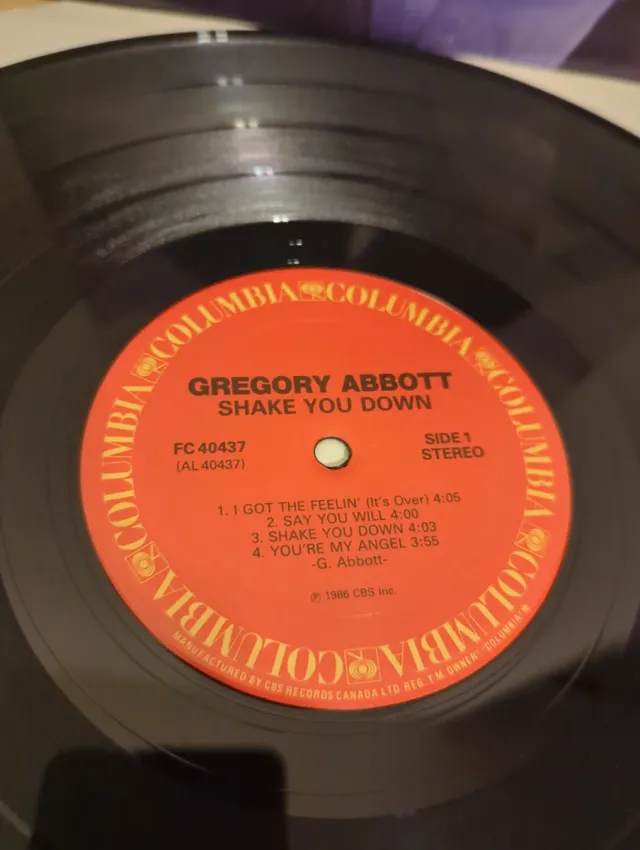 COLUMBIA COLUMBIA COLUMBIA COLUMBIA COLUMBIA COLUMBIA
GREGORY ABBOTT
SHAKE YOU DOWN
FC 40437
(AL 40437)
SIDE 1
STEREO
1. I GOT THE FEELIN' (It's Over) 4:05
2. SAY YOU WILL 4:00
3. SHAKE YOU DOWN 4:03
4. YOU'RE MY ANGEL 3:55
-G. Abbott-
℗ 1986 CBS Inc.
MANUFACTURED BY CBS RECORDS CANADA LTD. REG. T.M. OWNER "COLUMBIA."®